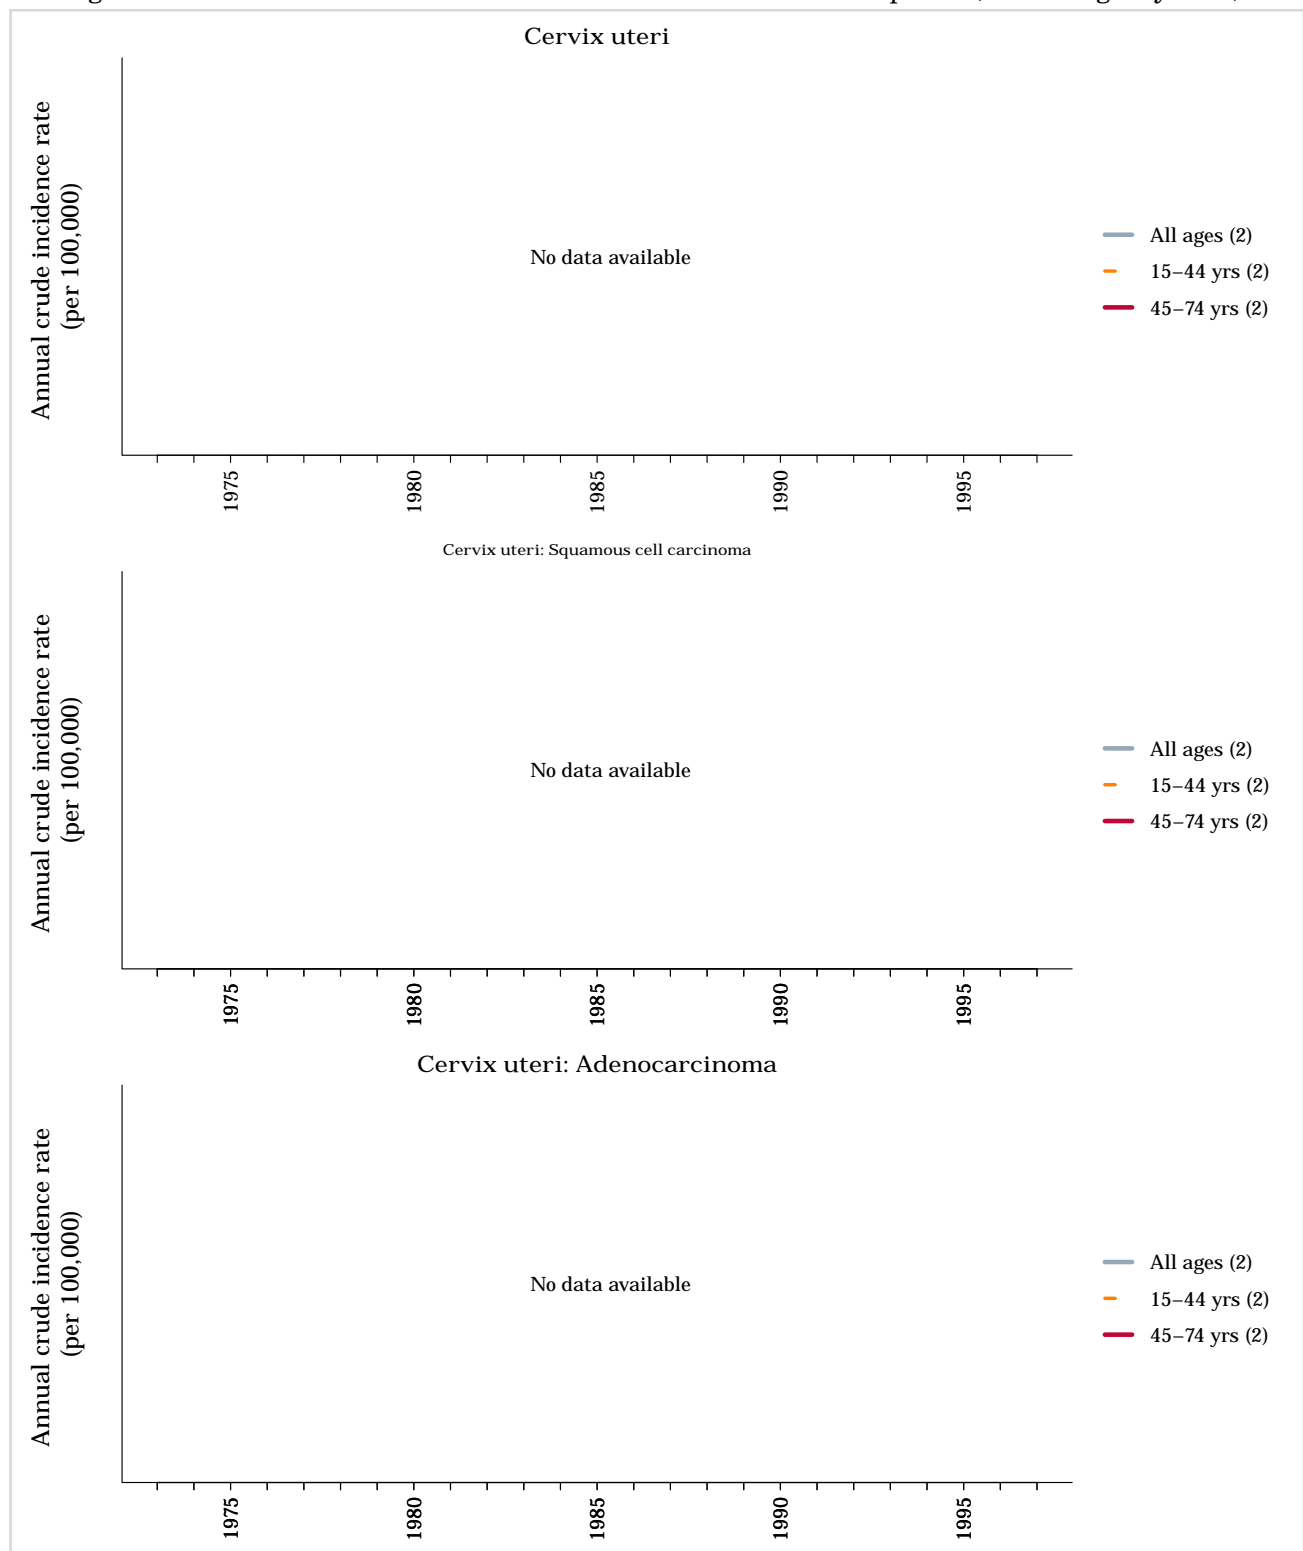 Cervix uteri
Annual crude incidence rate
(per 100,000)
No data available
All ages (2)
15–44 yrs (2)
45–74 yrs (2)
1975
1980
1985
1990
1995
Cervix uteri: Squamous cell carcinoma
Annual crude incidence rate
(per 100,000)
No data available
All ages (2)
15–44 yrs (2)
45–74 yrs (2)
1975
1980
1985
1990
1995
Cervix uteri: Adenocarcinoma
Annual crude incidence rate
(per 100,000)
No data available
All ages (2)
15–44 yrs (2)
45–74 yrs (2)
1975
1980
1985
1990
1995